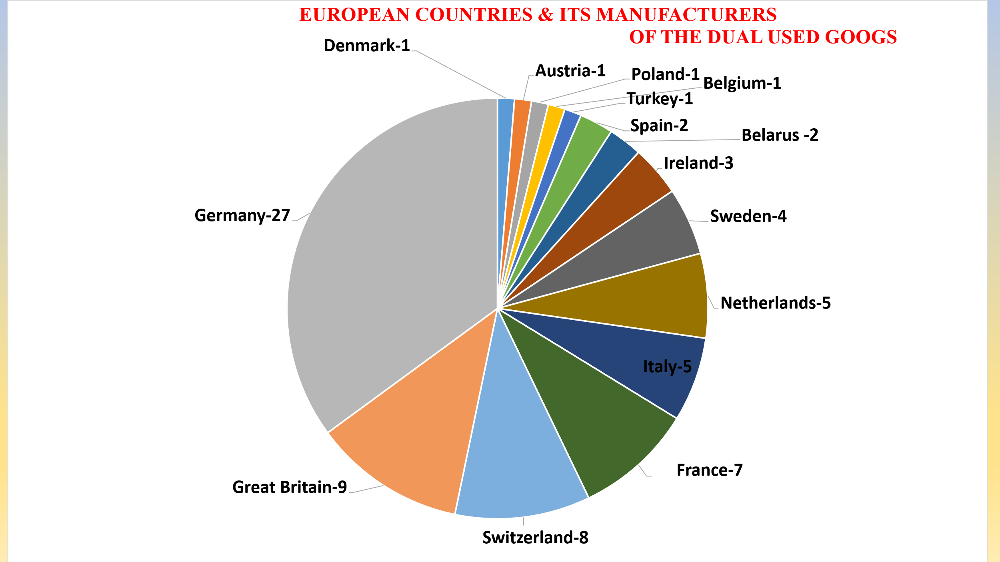 EUROPEAN COUNTRIES & ITS MANUFACTURERS
OF THE DUAL USED GOOGS
Denmark-1
Austria-1
Poland-1
Belgium-1
Turkey-1
Spain-2
Belarus -2
Ireland-3
Sweden-4
Netherlands-5
Italy-5
France-7
Switzerland-8
Great Britain-9
Germany-27